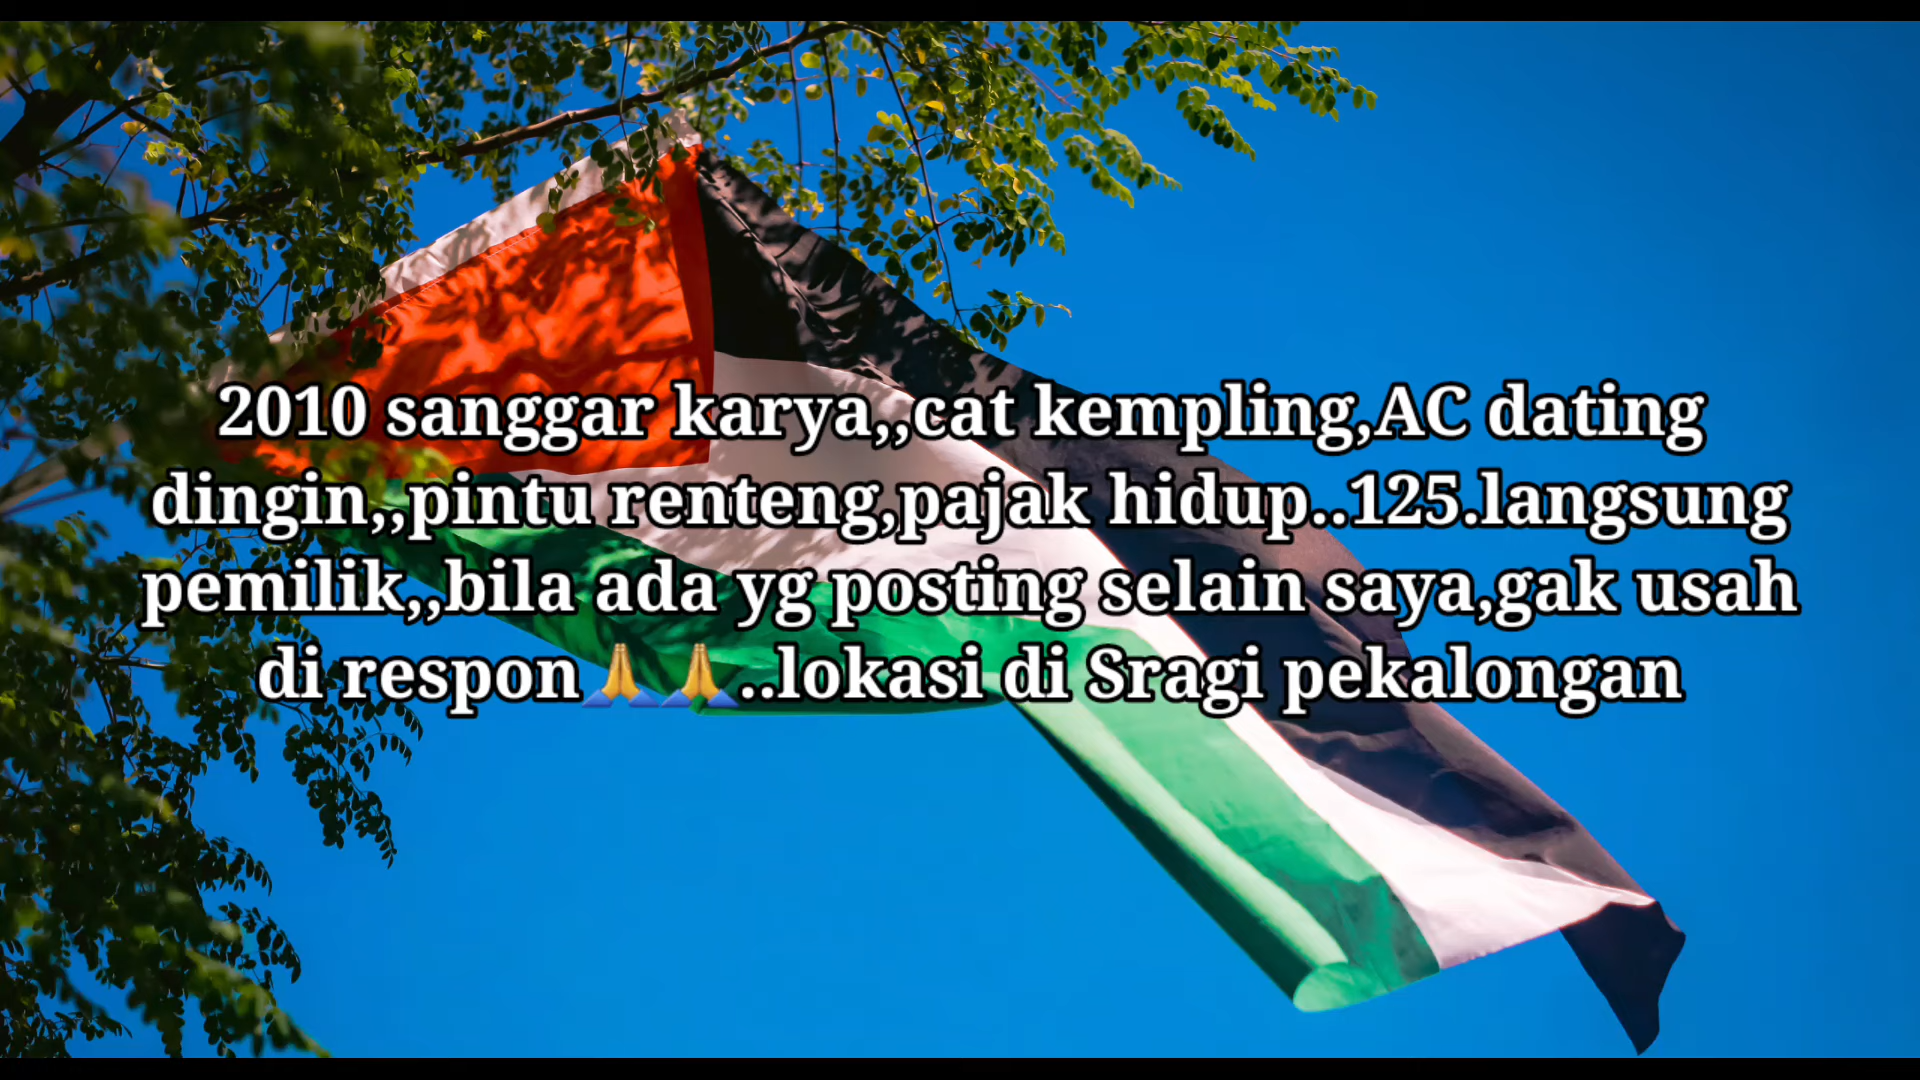 2010 sanggar karya,,cat kempling,AC dating
dingin,,pintu renteng,pajak hidup..125.langsung
pemilik,,bila ada yg posting selain saya,gak usah
di respon🙏🙏..lokasi di Sragi pekalongan